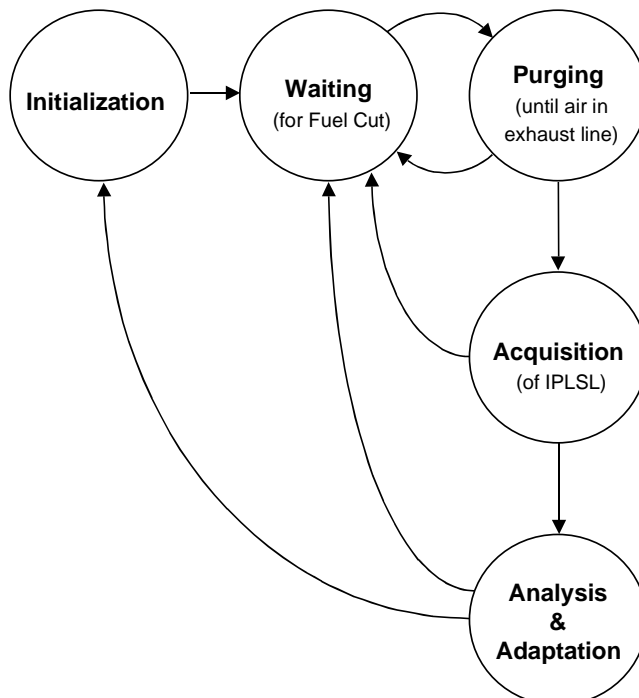 Initialization
Waiting
(for Fuel Cut)
Purging
(until air in
exhaust line)
Acquisition
(of IPLSL)
Analysis
&
Adaptation